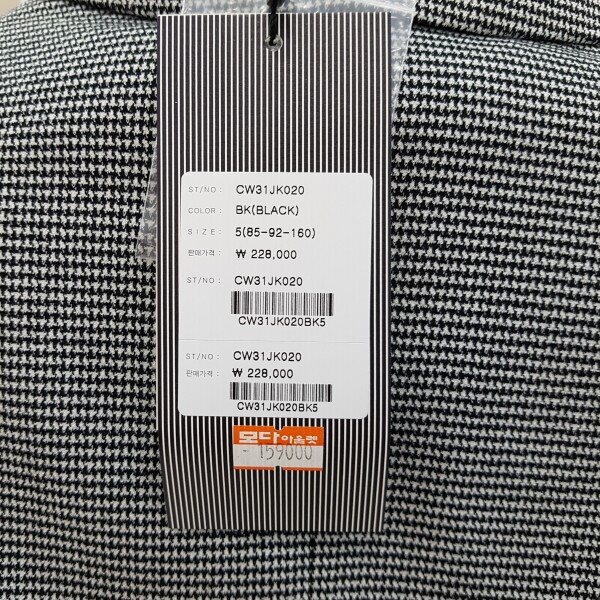 ST/NO : CW31JK020
COLOR : BK(BLACK)
SIZE : 5(85-92-160)
판매가격 : ₩ 228,000
ST/NO : CW31JK020
CW31JK020BK5
ST/NO : CW31JK020
판매가격 : ₩ 228,000
CW31JK020BK5
모다아울렛
- 159000